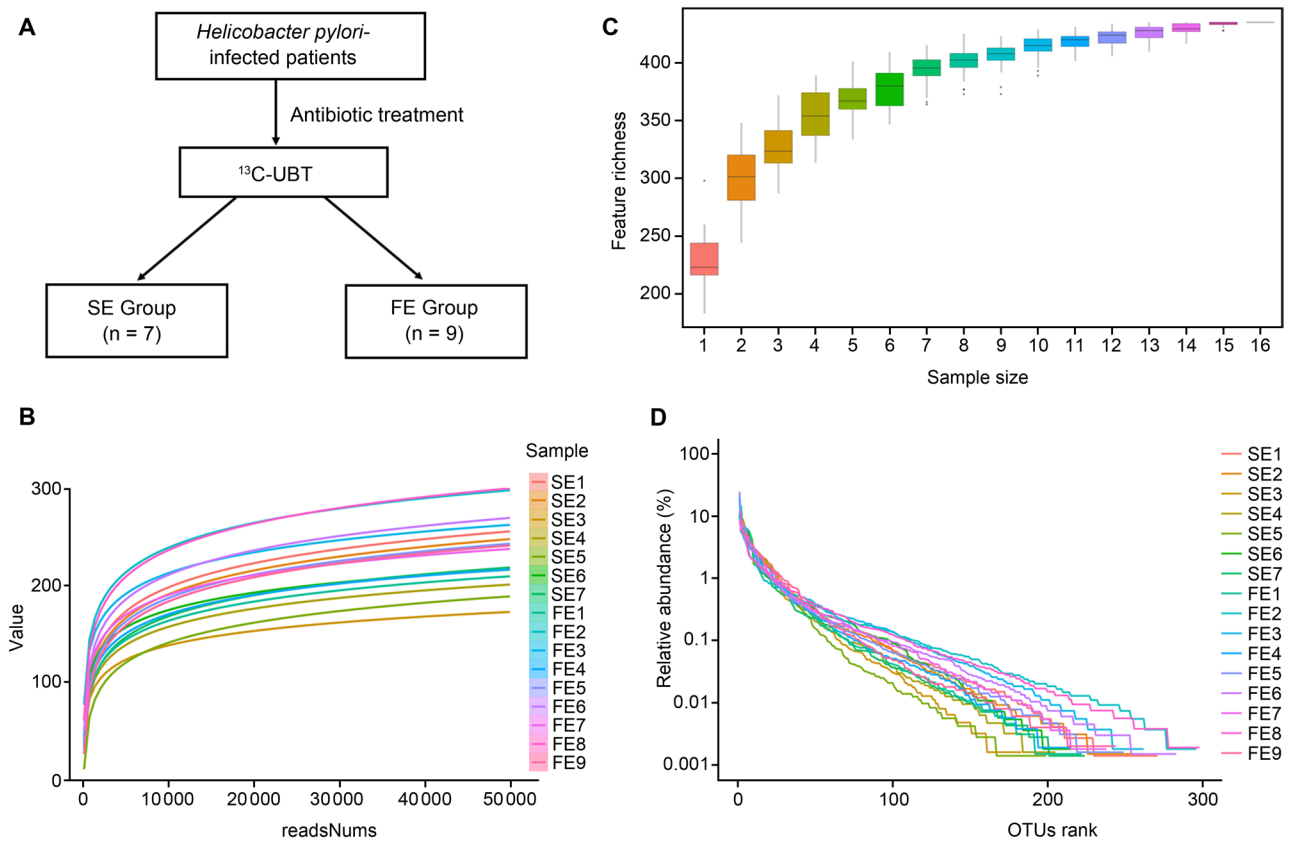 A
Helicobacter pylori-
infected patients
Antibiotic treatment
13C-UBT
SE Group
(n = 7)
FE Group
(n = 9)
C
Feature richness
400
350
300
250
200
1 2 3 4 5 6 7 8 9 10 11 12 13 14 15 16
Sample size
B
Value
300
200
100
0
0 10000 20000 30000 40000 50000
readsNums
Sample
SE1
SE2
SE3
SE4
SE5
SE6
SE7
FE1
FE2
FE3
FE4
FE5
FE6
FE7
FE8
FE9
D
Relative abundance (%)
100
10
1
0.1
0.01
0.001
0 100 200 300
OTUs rank
SE1
SE2
SE3
SE4
SE5
SE6
SE7
FE1
FE2
FE3
FE4
FE5
FE6
FE7
FE8
FE9